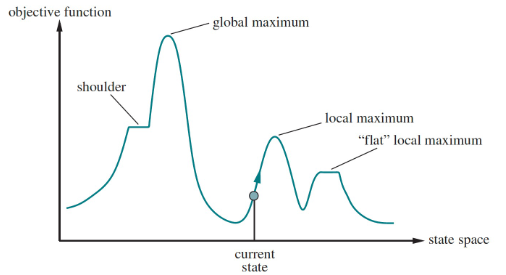 objective function
global maximum
shoulder
local maximum
“flat” local maximum
state space
current
state